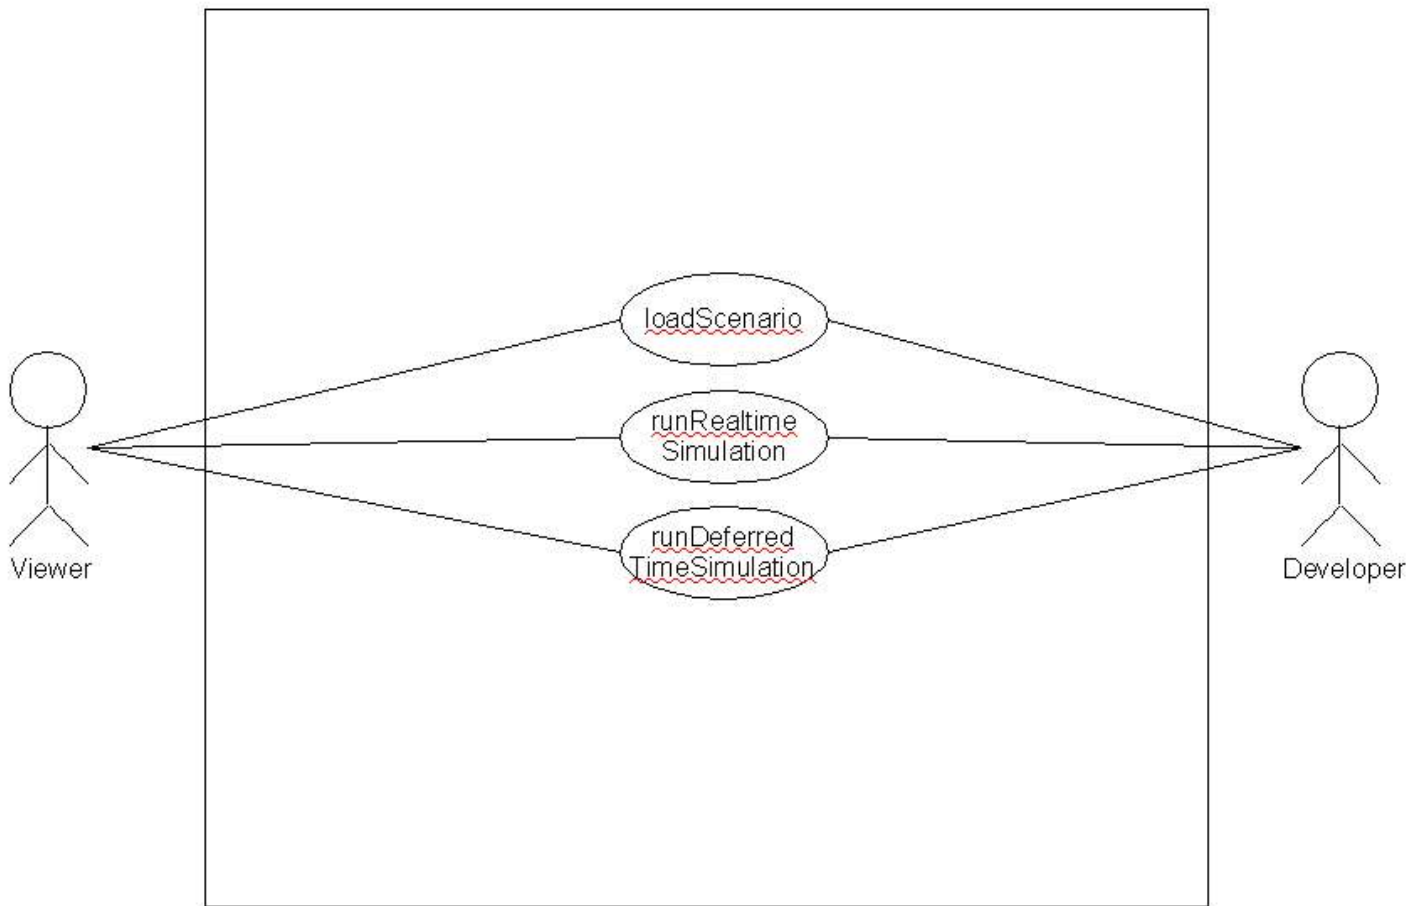 loadScenario
runRealtime
Simulation
runDeferred
TimeSimulation
Viewer
Developer